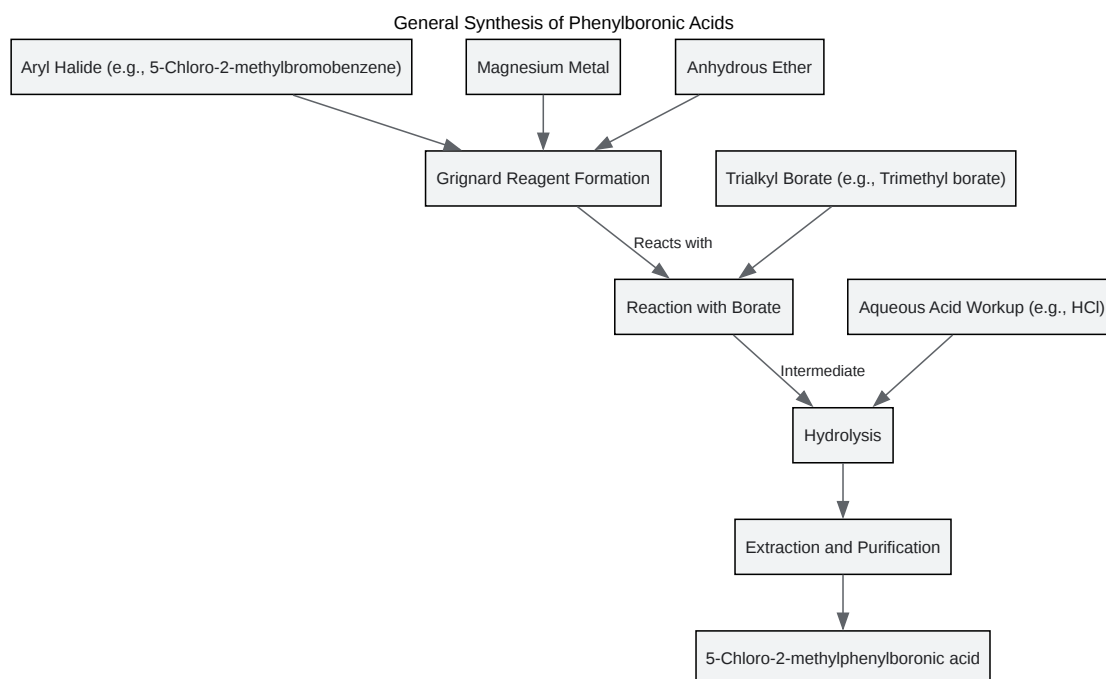 General Synthesis of Phenylboronic Acids
Aryl Halide (e.g., 5-Chloro-2-methylbromobenzene)
Magnesium Metal
Anhydrous Ether
Grignard Reagent Formation
Trialkyl Borate (e.g., Trimethyl borate)
Reacts with
Reaction with Borate
Aqueous Acid Workup (e.g., HCl)
Intermediate
Hydrolysis
Extraction and Purification
5-Chloro-2-methylphenylboronic acid